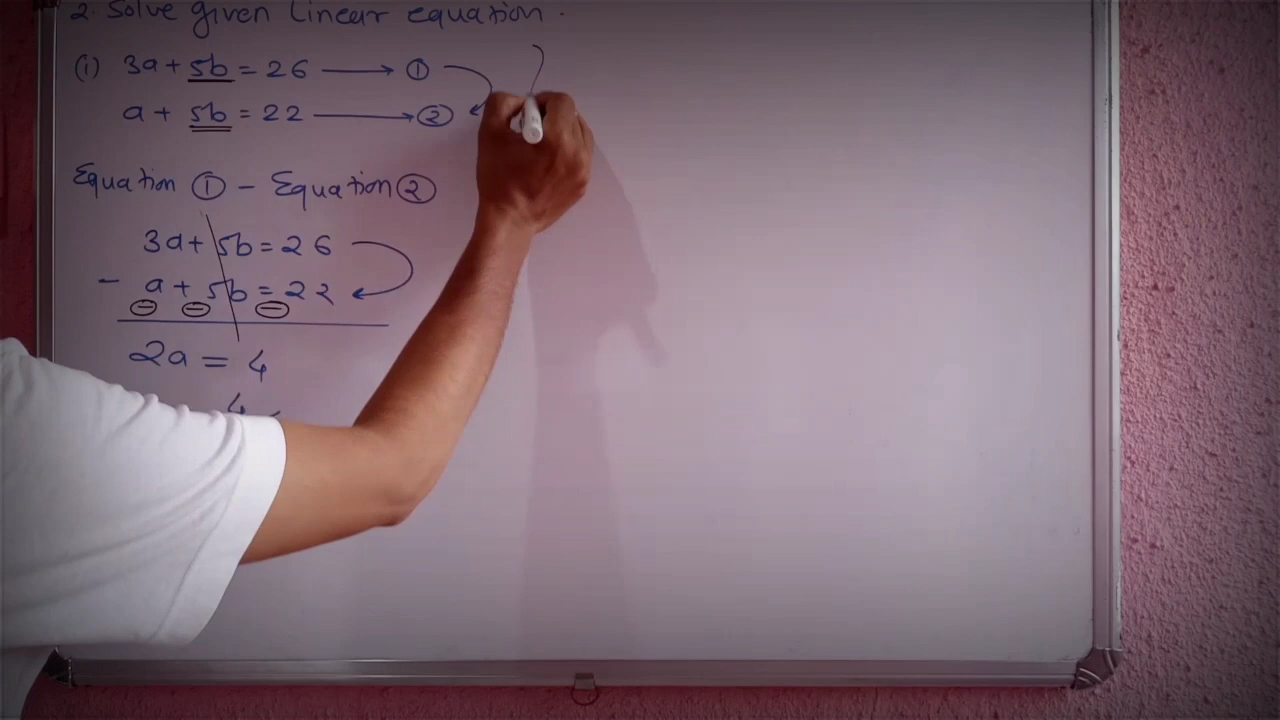 2. Solve given Linear equation.
(i) 3a + 5b = 26 → ①
a + 5b = 22 → ②
Equation ① - Equation ②
3a + 5b = 26
- a + 5b = 22
⊖ ⊖ ⊖
2a = 4
4